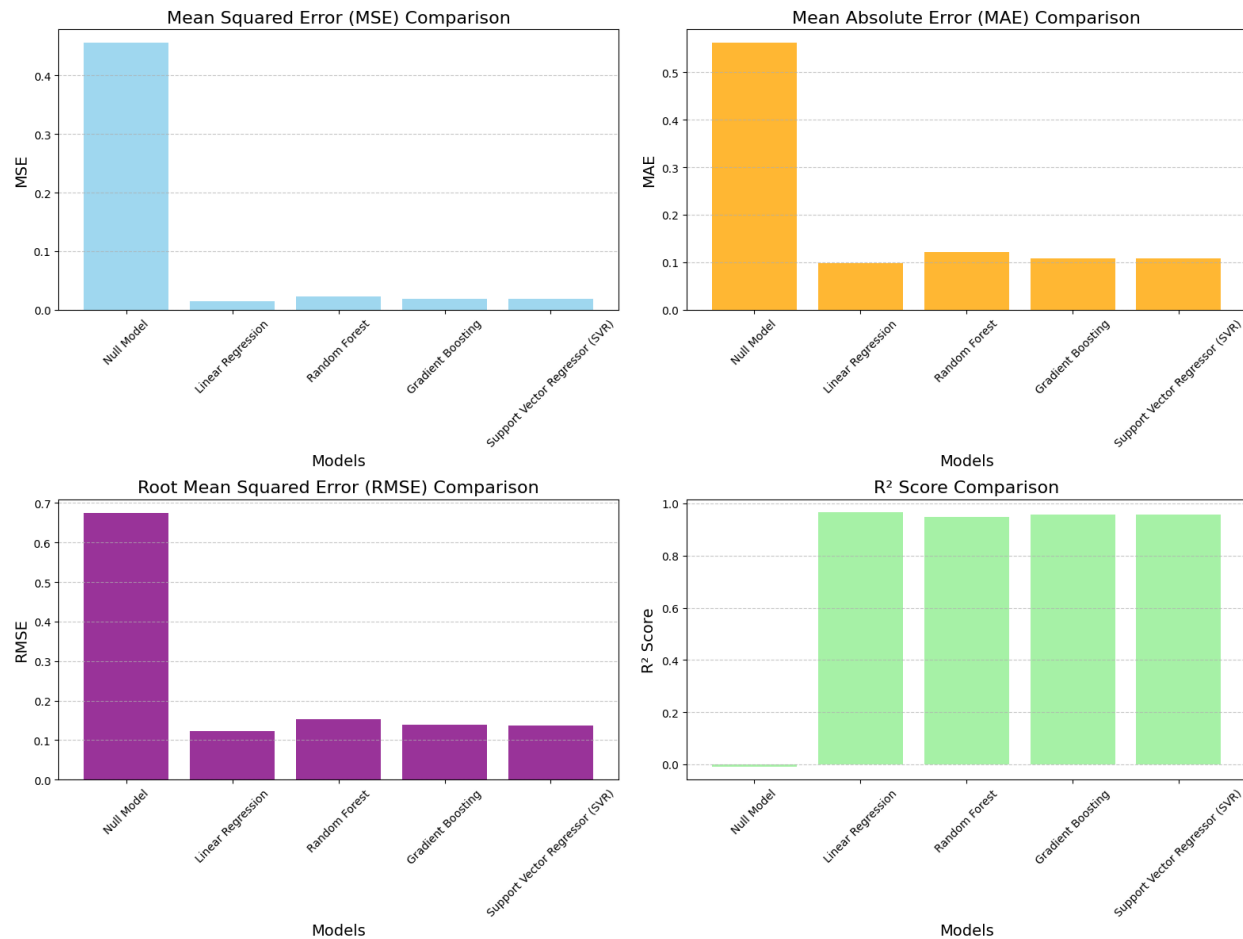 Mean Squared Error (MSE) Comparison
MSE
0.4
0.3
0.2
0.1
0.0
Null Model
Linear Regression
Random Forest
Gradient Boosting
Support Vector Regressor (SVR)
Models
Mean Absolute Error (MAE) Comparison
MAE
0.5
0.4
0.3
0.2
0.1
0.0
Null Model
Linear Regression
Random Forest
Gradient Boosting
Support Vector Regressor (SVR)
Models
Root Mean Squared Error (RMSE) Comparison
RMSE
0.7
0.6
0.5
0.4
0.3
0.2
0.1
0.0
Null Model
Linear Regression
Random Forest
Gradient Boosting
Support Vector Regressor (SVR)
Models
R² Score Comparison
R² Score
1.0
0.8
0.6
0.4
0.2
0.0
Null Model
Linear Regression
Random Forest
Gradient Boosting
Support Vector Regressor (SVR)
Models